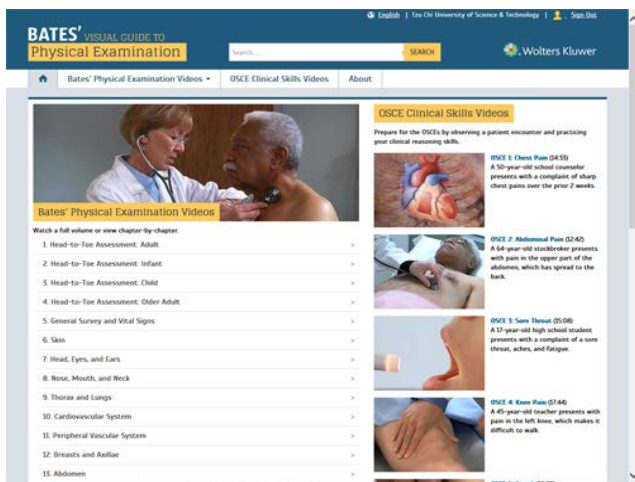 English | Tzu Chi University of Science & Technology | Sign Out
BATES' VISUAL GUIDE TO
Physical Examination
Search....
SEARCH
Wolters Kluwer
Bates' Physical Examination Videos
OSCE Clinical Skills Videos
About
Bates' Physical Examination Videos
Watch a full volume or view chapter-by-chapter.
1. Head-to-Toe Assessment: Adult >
2. Head-to-Toe Assessment: Infant >
3. Head-to-Toe Assessment: Child >
4. Head-to-Toe Assessment: Older Adult >
5. General Survey and Vital Signs >
6. Skin >
7. Head, Eyes, and Ears >
8. Nose, Mouth, and Neck >
9. Thorax and Lungs >
10. Cardiovascular System >
11. Peripheral Vascular System >
12. Breasts and Axillae >
13. Abdomen >
OSCE Clinical Skills Videos
Prepare for the OSCEs by observing a patient encounter and practicing
your clinical reasoning skills.
OSCE 1: Chest Pain (14:53)
A 50-year-old school counselor
presents with a complaint of sharp
chest pains over the prior 2 weeks.
OSCE 2: Abdominal Pain (12:42)
A 64-year-old stockbroker presents
with pain in the upper part of the
abdomen, which has spread to the
back.
OSCE 3: Sore Throat (15:08)
A 17-year-old high school student
presents with a complaint of a sore
throat, aches, and fatigue.
OSCE 4: Knee Pain (17:44)
A 45-year-old teacher presents with
pain in the left knee, which makes it
difficult to walk.